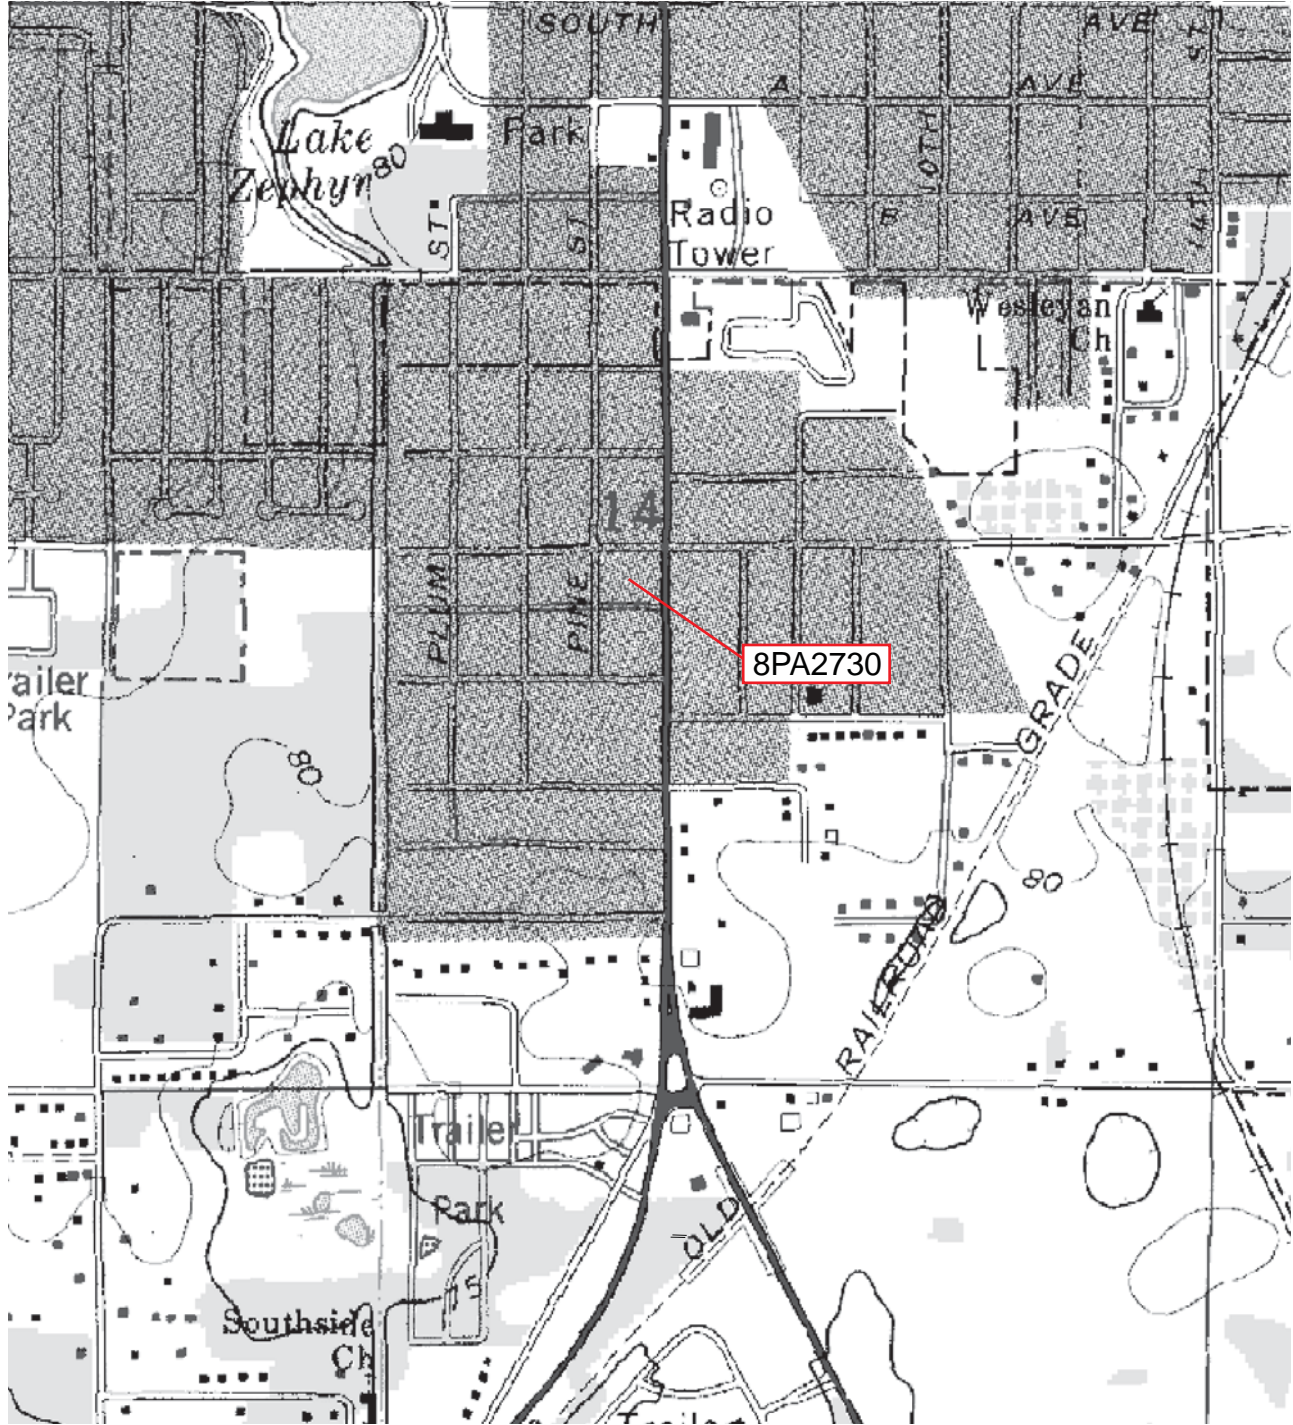 SOUTH AVE
ST
A AVE
Lake
Zephyr
80
Park
10TH
ST
ST
Radio
Tower
B AVE
14TH
Wesleyan
Ch
14
PLUM
PINE
8PA2730
railer
Park
GRADE
80
80
RAILROAD
Trailer
Park
OLD
Southside
Ch